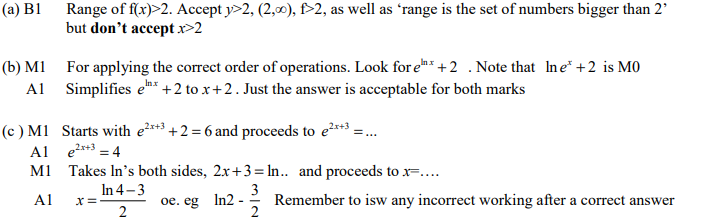 (a) B1 Range of f(x)>2. Accept y>2, (2,∞), f>2, as well as ‘range is the set of numbers bigger than 2’
but don’t accept x>2
(b) M1 For applying the correct order of operations. Look for e^{ln x} + 2 . Note that ln e^x + 2 is M0
A1 Simplifies e^{ln x} + 2 to x + 2 . Just the answer is acceptable for both marks
(c ) M1 Starts with e^{2x+3} + 2 = 6 and proceeds to e^{2x+3} = ...
A1 e^{2x+3} = 4
M1 Takes ln’s both sides, 2x + 3 = ln.. and proceeds to x=….
A1 x = \frac{ln 4 − 3}{2} oe. eg ln2 - \frac{3}{2} Remember to isw any incorrect working after a correct answer